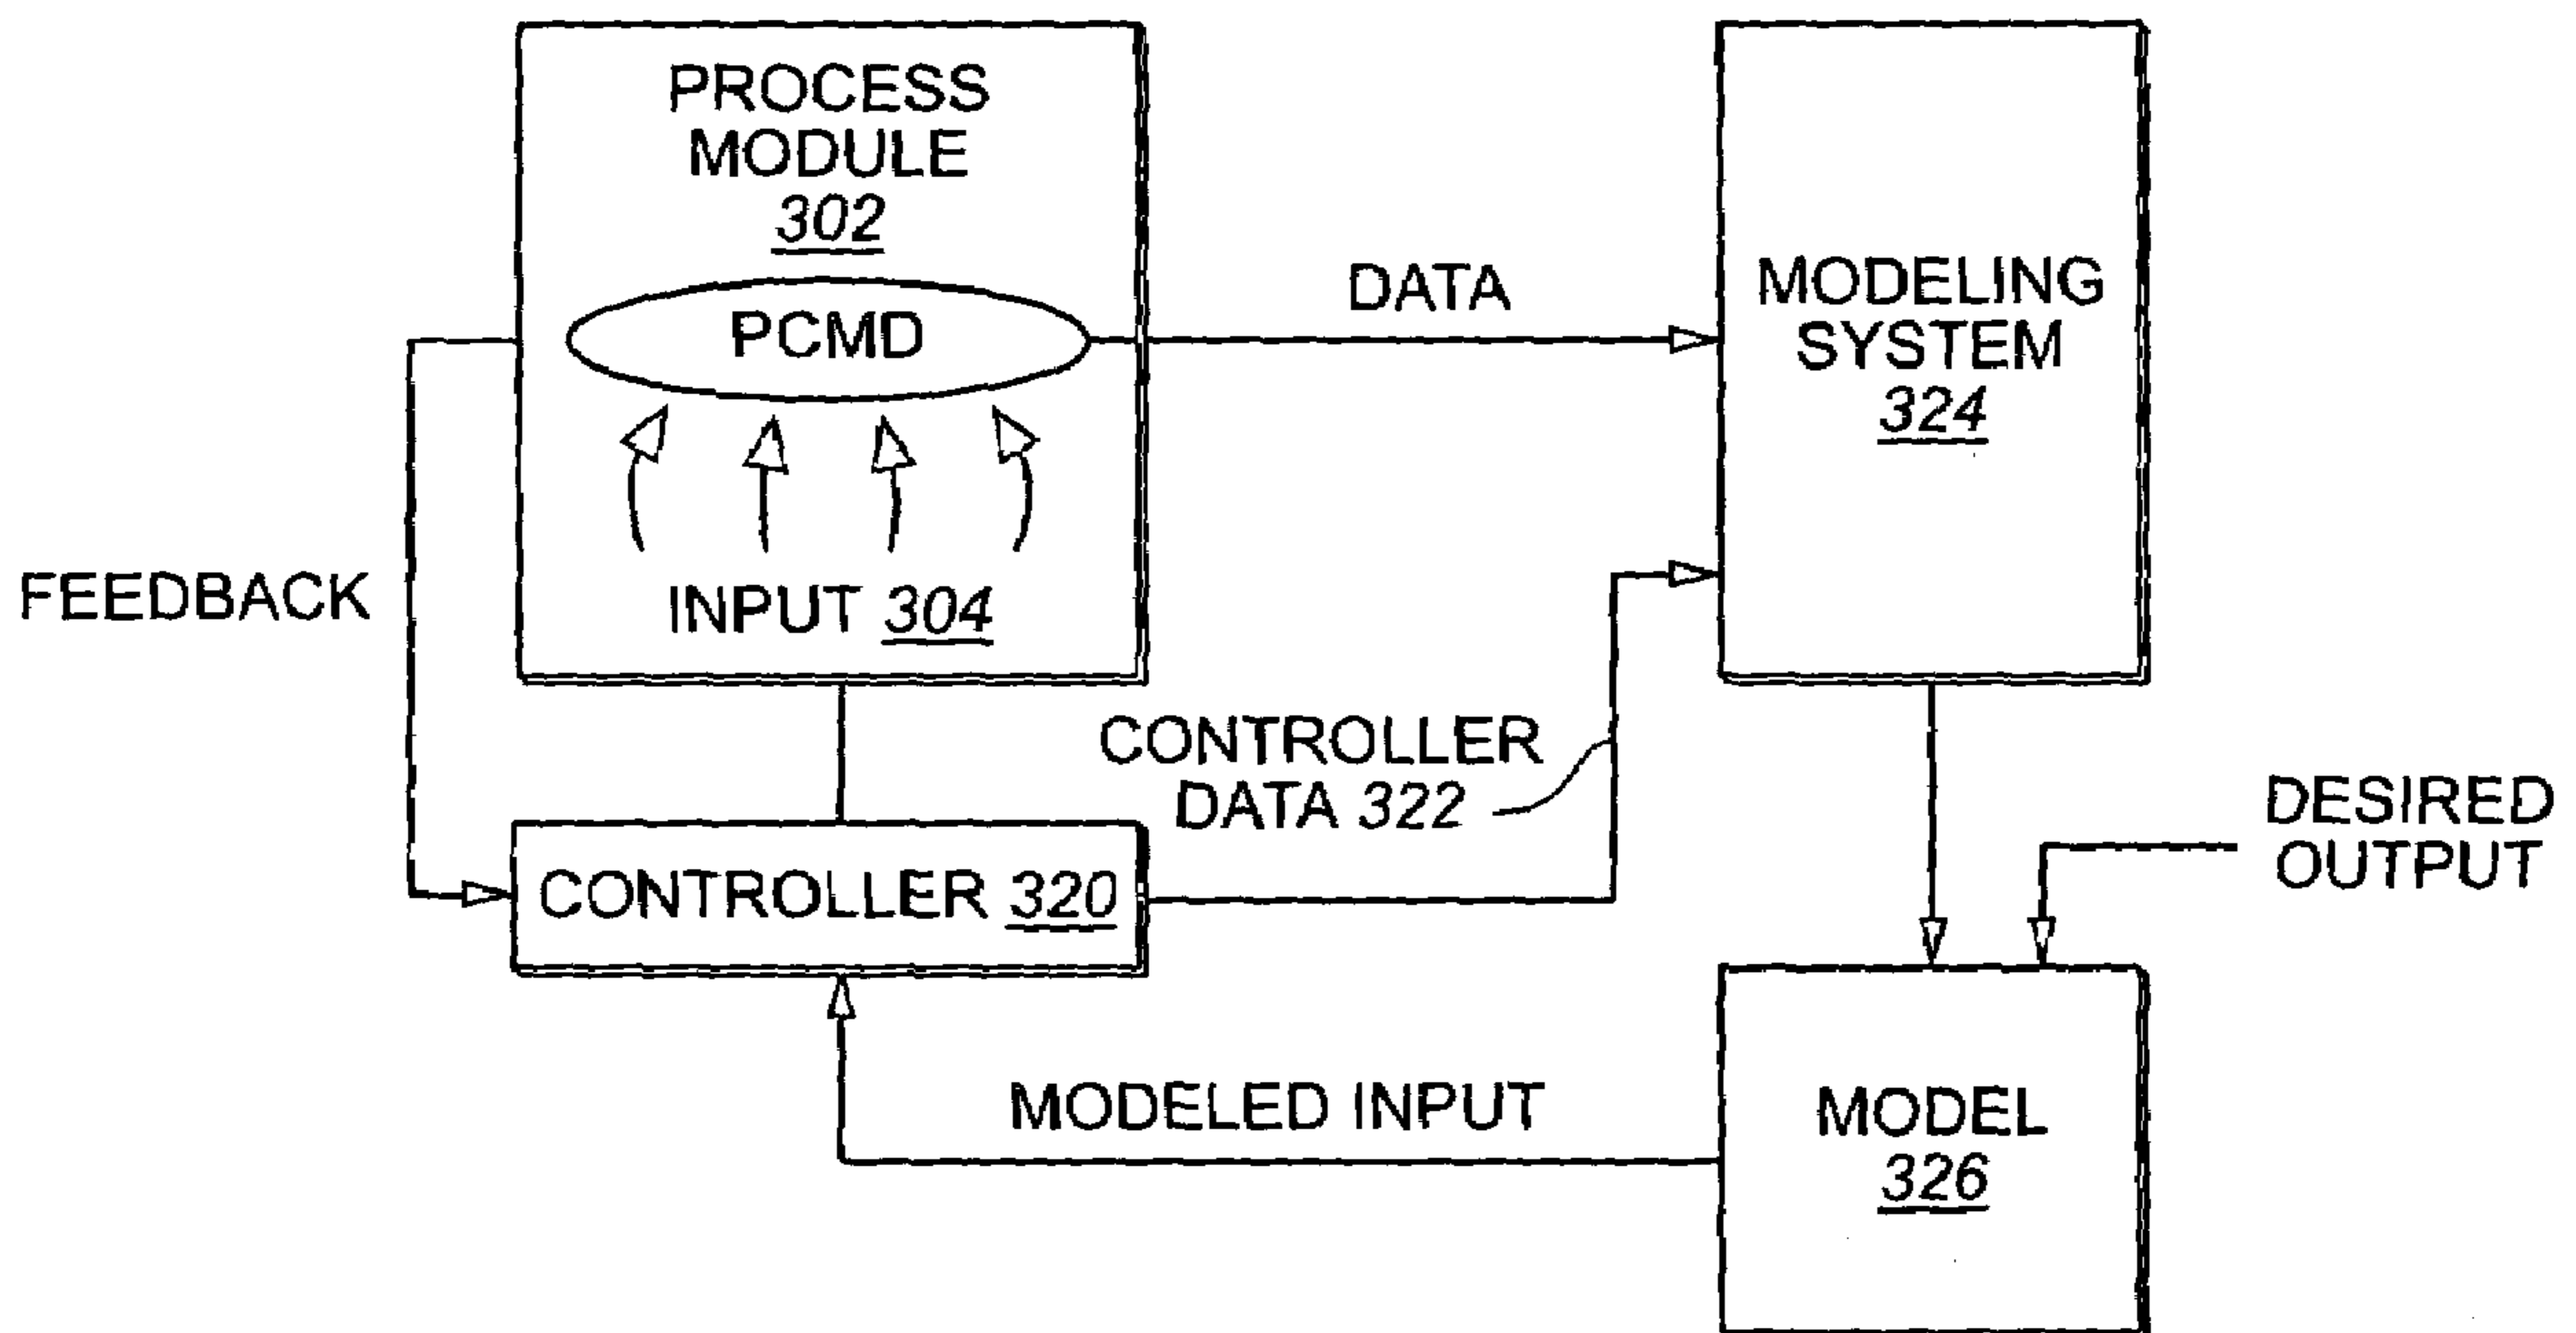 PROCESS
MODULE
302
PCMD
INPUT 304
DATA
MODELING
SYSTEM
324
FEEDBACK
CONTROLLER
DATA 322
CONTROLLER 320
DESIRED
OUTPUT
MODELED INPUT
MODEL
326